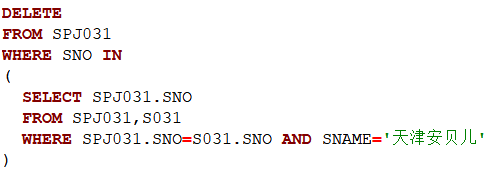 DELETE
FROM SPJ031
WHERE SNO IN
(
SELECT SPJ031.SNO
FROM SPJ031,S031
WHERE SPJ031.SNO=S031.SNO AND SNAME='天津安贝儿'
)